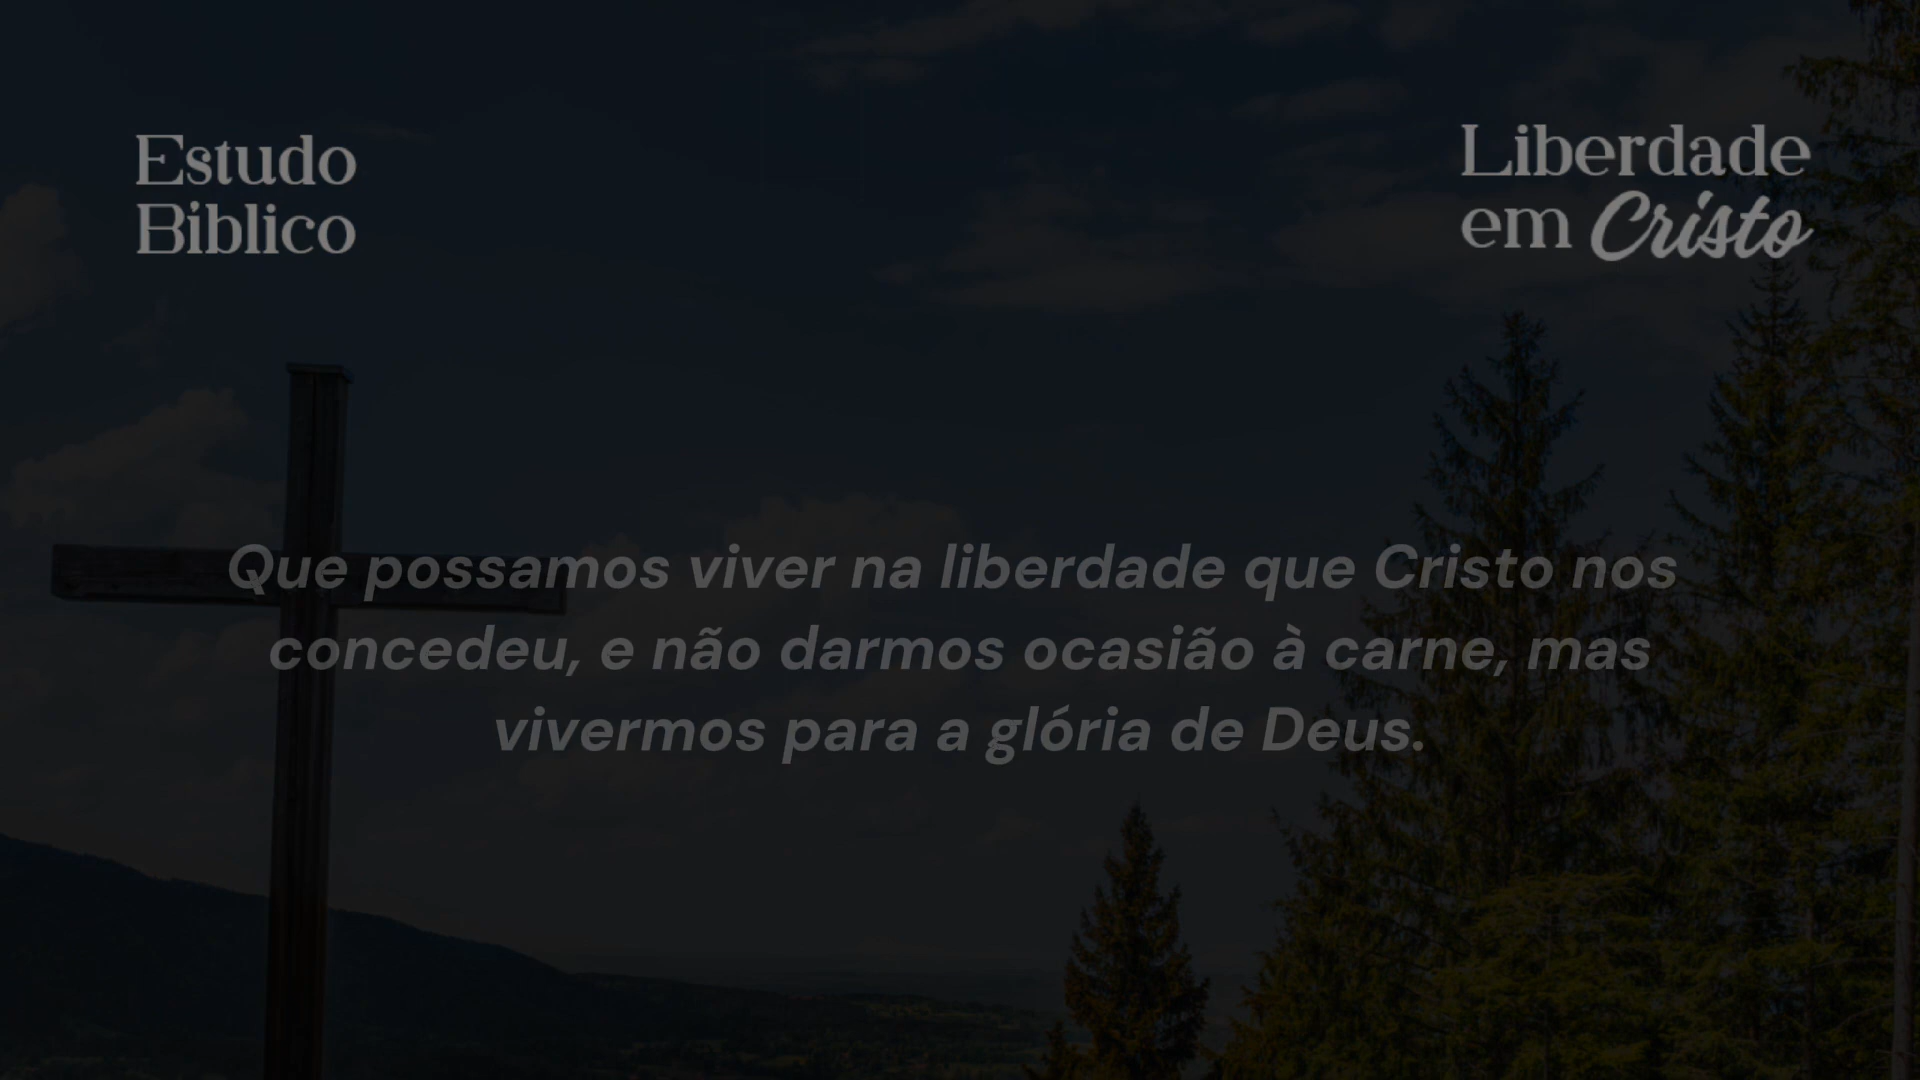 Estudo
Bíblico
Liberdade
em Cristo
Que possamos viver na liberdade que Cristo nos
concedeu, e não darmos ocasião à carne, mas
vivermos para a glória de Deus.